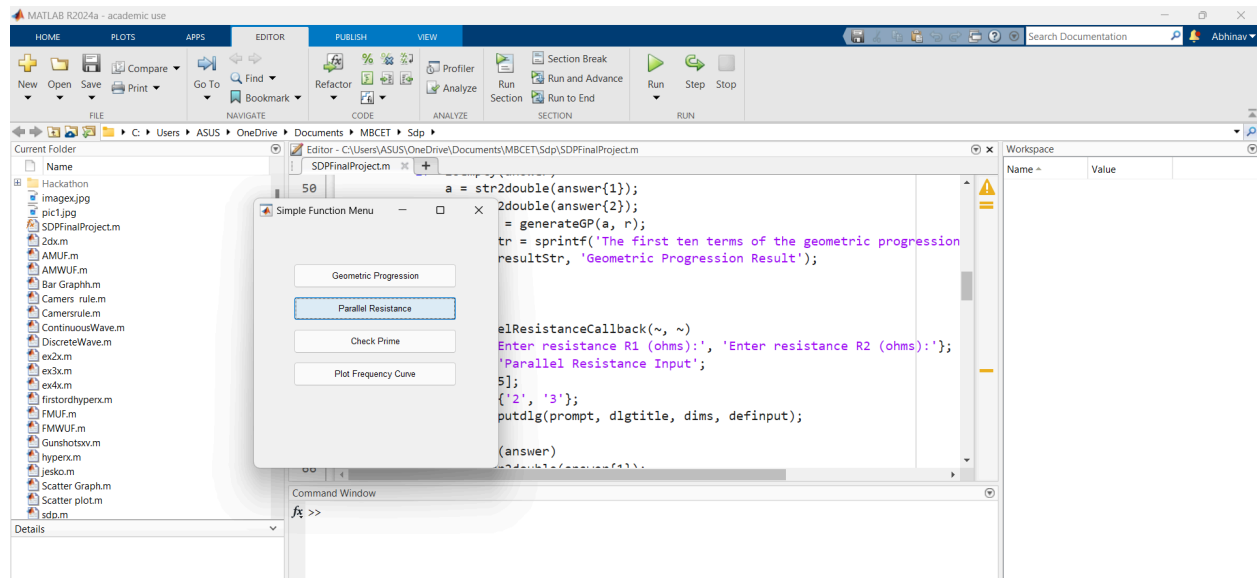 MATLAB R2024a - academic use
HOME PLOTS APPS EDITOR PUBLISH VIEW
Search Documentation Abhinav
New Open Save Compare Print
Go To Find Bookmark
Refactor
Profiler Analyze
Run Section Section Break Run and Advance Run to End
Run Step Stop
FILE NAVIGATE CODE ANALYZE SECTION RUN
C: Users ASUS OneDrive Documents MBCET Sdp
Current Folder
Name
Hackathon
imagex.jpg
pic1.jpg
SDPFinalProject.m
2dx.m
AMUF.m
AMWUF.m
Bar Graphh.m
Camers rule.m
Camersrule.m
ContinuousWave.m
DiscreteWave.m
ex2x.m
ex3x.m
ex4x.m
firstordhyperx.m
FMUF.m
FMWUF.m
Gunshotsxv.m
hyperx.m
jesko.m
Scatter Graph.m
Scatter plot.m
sdp.m
Details
Editor - C:\Users\ASUS\OneDrive\Documents\MBCET\Sdp\SDPFinalProject.m
SDPFinalProject.m
50 a = str2double(answer{1});
2double(answer{2});
= generateGP(a, r);
tr = sprintf('The first ten terms of the geometric progression
resultStr, 'Geometric Progression Result');
elResistanceCallback(~, ~)
Enter resistance R1 (ohms):', 'Enter resistance R2 (ohms):'};
'Parallel Resistance Input';
5];
{'2', '3'};
putdlg(prompt, dlgtitle, dims, definput);
(answer)
Simple Function Menu
Geometric Progression
Parallel Resistance
Check Prime
Plot Frequency Curve
Command Window
fx >>
Workspace
Name Value